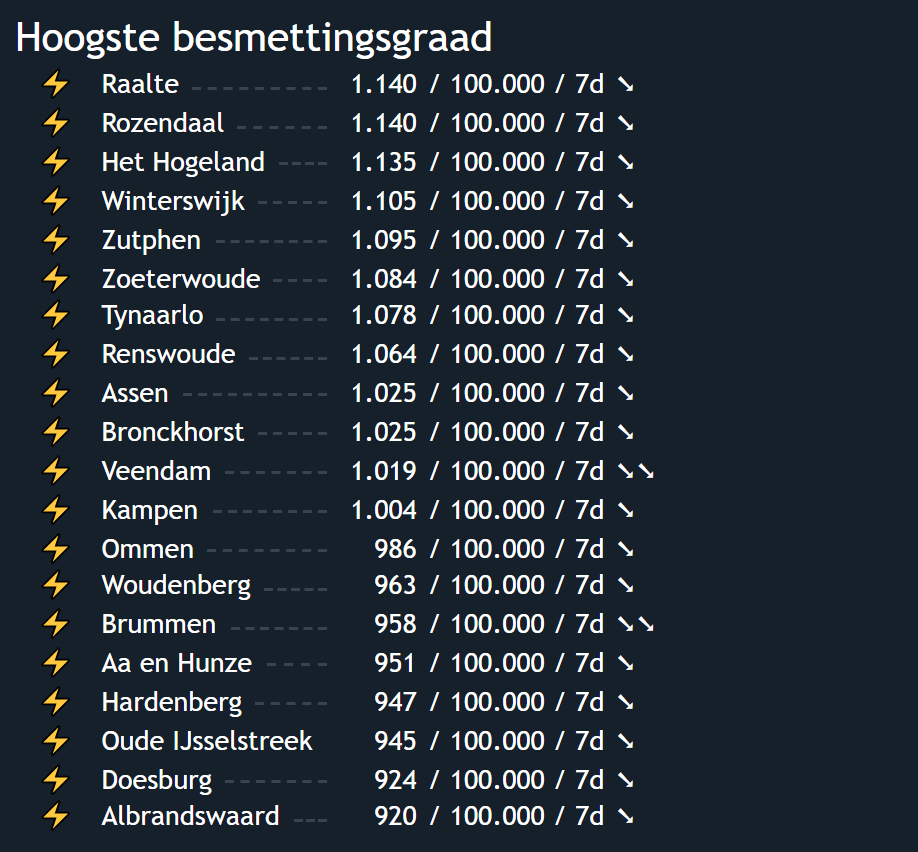 Hoogste besmettingsgraad
⚡ Raalte --------- 1.140 / 100.000 / 7d ➘
⚡ Rozendaal ------ 1.140 / 100.000 / 7d ➘
⚡ Het Hogeland ---- 1.135 / 100.000 / 7d ➘
⚡ Winterswijk ----- 1.105 / 100.000 / 7d ➘
⚡ Zutphen -------- 1.095 / 100.000 / 7d ➘
⚡ Zoeterwoude ---- 1.084 / 100.000 / 7d ➘
⚡ Tynaarlo -------- 1.078 / 100.000 / 7d ➘
⚡ Renswoude ------ 1.064 / 100.000 / 7d ➘
⚡ Assen ---------- 1.025 / 100.000 / 7d ➘
⚡ Bronckhorst ----- 1.025 / 100.000 / 7d ➘
⚡ Veendam ------- 1.019 / 100.000 / 7d ➘➘
⚡ Kampen -------- 1.004 / 100.000 / 7d ➘
⚡ Ommen -------- 986 / 100.000 / 7d ➘
⚡ Woudenberg ----- 963 / 100.000 / 7d ➘
⚡ Brummen ------- 958 / 100.000 / 7d ➘➘
⚡ Aa en Hunze ---- 951 / 100.000 / 7d ➘
⚡ Hardenberg ----- 947 / 100.000 / 7d ➘
⚡ Oude IJsselstreek 945 / 100.000 / 7d ➘
⚡ Doesburg ------- 924 / 100.000 / 7d ➘
⚡ Albrandswaard --- 920 / 100.000 / 7d ➘